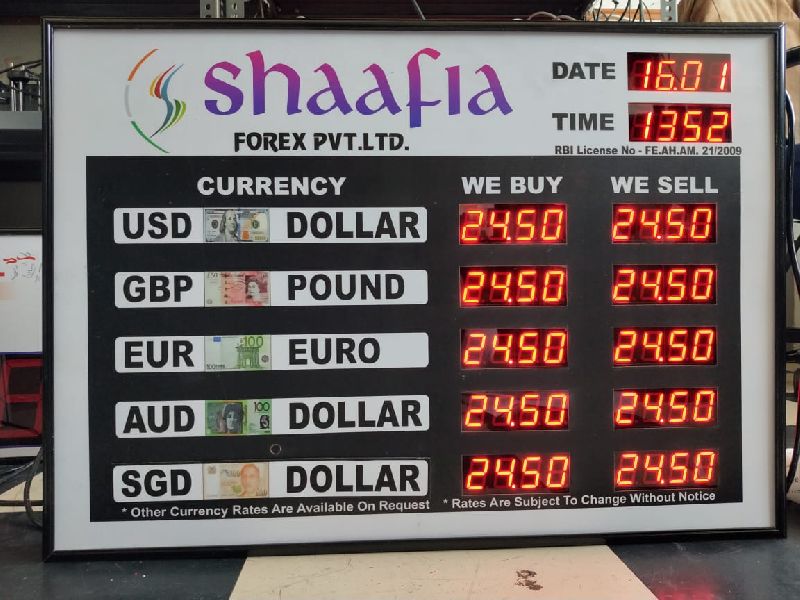 shaafia
FOREX PVT.LTD.
DATE 16.01
TIME 1352
RBI License No - FE.AH.AM. 21/2009
CURRENCY WE BUY WE SELL
USD DOLLAR 24.50 24.50
GBP POUND 24.50 24.50
EUR EURO 24.50 24.50
AUD DOLLAR 24.50 24.50
SGD DOLLAR 24.50 24.50
* Other Currency Rates Are Available On Request * Rates are Subject To Change Without Notice